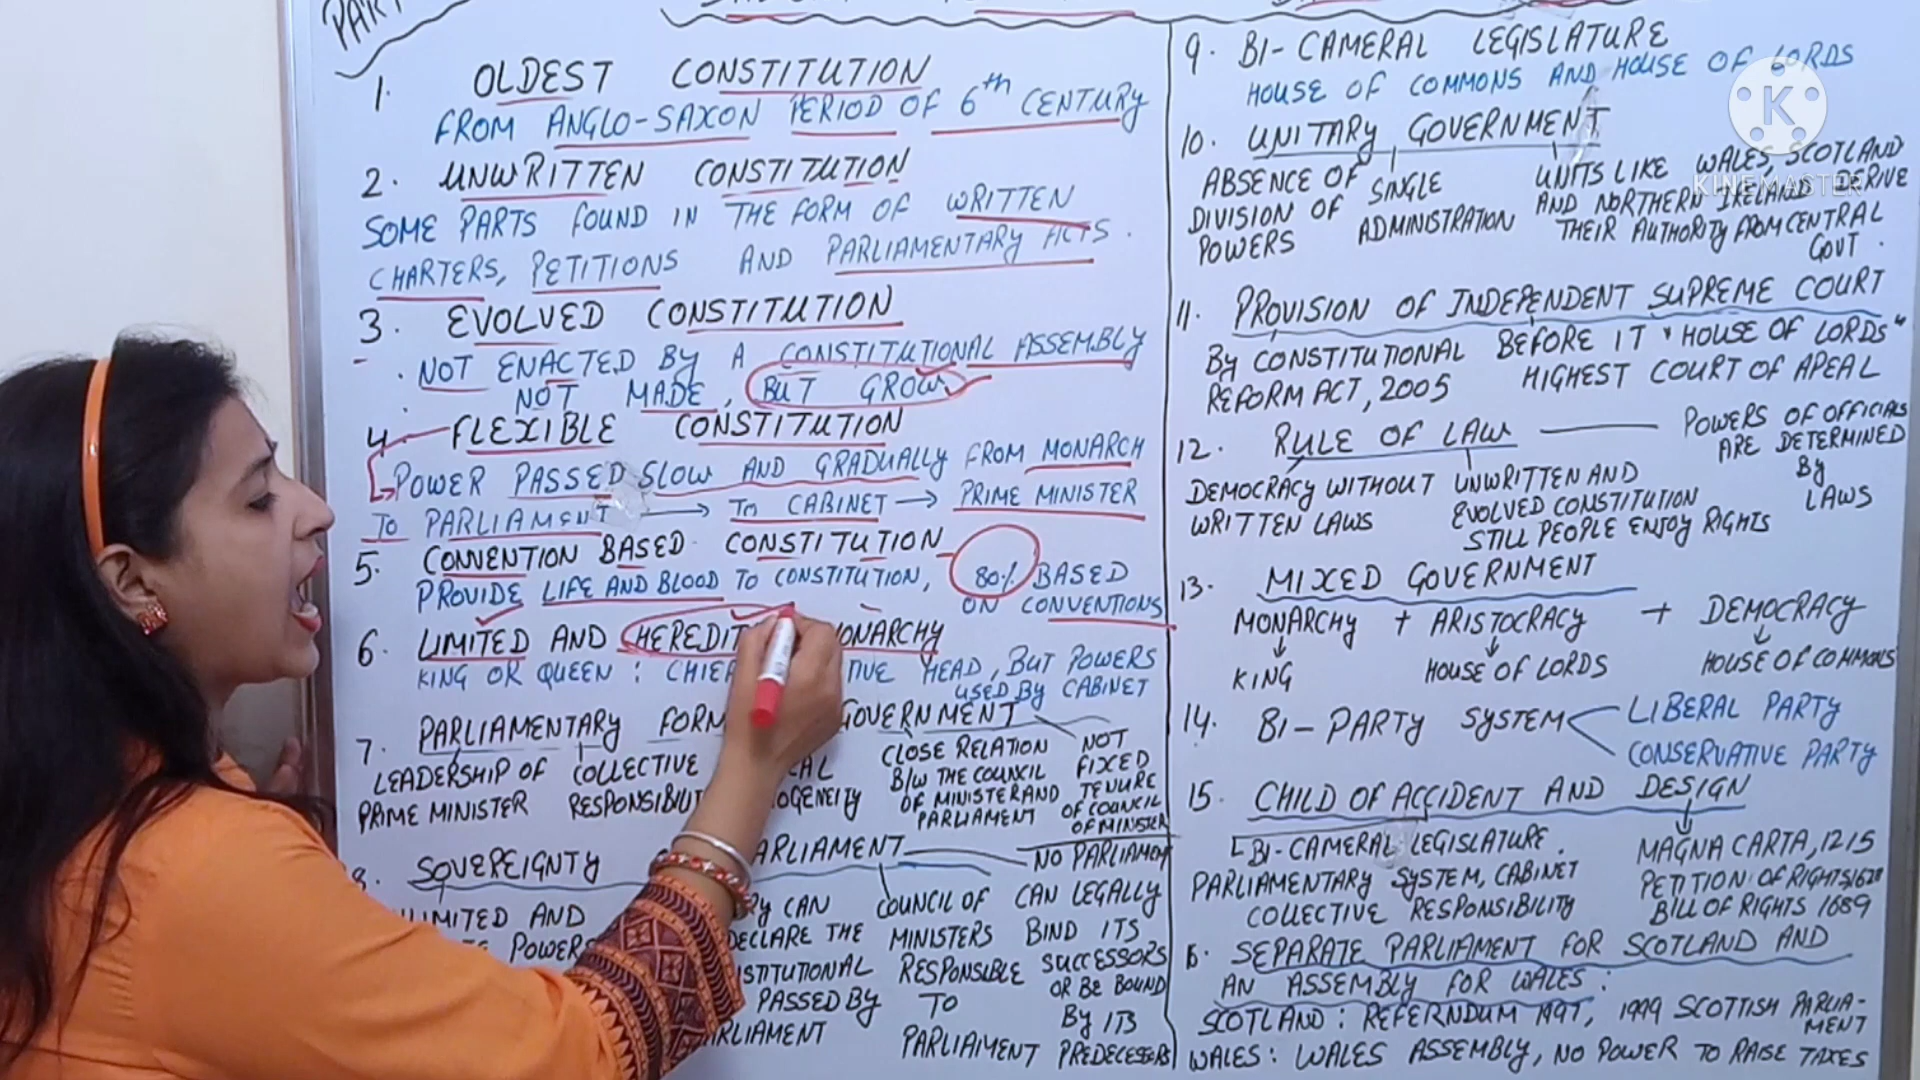 PART
1. OLDEST CONSTITUTION
FROM ANGLO-SAXON PERIOD OF 6th CENTURY
2. UNWRITTEN CONSTITUTION
SOME PARTS FOUND IN THE FORM OF WRITTEN
CHARTERS, PETITIONS AND PARLIAMENTARY ACTS.
3. EVOLVED CONSTITUTION
. NOT ENACTED BY A CONSTITUTIONAL ASSEMBLY
. NOT MADE, BUT GROW
4. FLEXIBLE CONSTITUTION
POWER PASSED SLOW AND GRADUALLY FROM MONARCH
TO PARLIAMENT → TO CABINET → PRIME MINISTER
5. CONVENTION BASED CONSTITUTION
PROVIDE LIFE AND BLOOD TO CONSTITUTION, 80% BASED
ON CONVENTIONS
6. LIMITED AND HEREDIT MONARCHY
KING OR QUEEN : CHIEF TIVE HEAD, BUT POWERS
USED BY CABINET
7. PARLIAMENTARY FORM GOVERNMENT
LEADERSHIP OF
PRIME MINISTER
COLLECTIVE
RESPONSIBILIT
CAL
OGENEITY
CLOSE RELATION
B/W THE COUNCIL
OF MINISTER AND
PARLIAMENT
NOT
FIXED
TENURE
OF COUNCIL
OF MINSTER
8. SOVEREIGNTY ARLIAMENT
LIMITED AND
POWERS
RY CAN
DECLARE THE
STITUTIONAL
PASSED BY
RLIAMENT
COUNCIL OF
MINISTERS
RESPONSIBLE
TO
PARLIAMENT
NO PARLIAMENT
CAN LEGALLY
BIND ITS
SUCCESSORS
OR BE BOUND
BY ITS
PREDECESSERS
9. BI-CAMERAL LEGISLATURE
HOUSE OF COMMONS AND HOUSE OF LORDS
K
KINEMASTER
10. UNITARY GOVERNMENT
ABSENCE OF
DIVISION OF
POWERS
SINGLE
ADMINISTRATION
UNITS LIKE WALES, SCOTLAND
AND NORTHERN IRELAND DERIVE
THEIR AUTHORITY FROM CENTRAL
GOVT.
11. PROVISION OF INDEPENDENT SUPREME COURT
BY CONSTITUTIONAL
REFORM ACT, 2005
BEFORE IT "HOUSE OF LORDS"
HIGHEST COURT OF APEAL
12. RULE OF LAW
DEMOCRACY WITHOUT
WRITTEN LAWS
UNWRITTEN AND
EVOLVED CONSTITUTION
STILL PEOPLE ENJOY RIGHTS
POWERS OF OFFICIALS
ARE DETERMINED
BY
LAWS
13. MIXED GOVERNMENT
MONARCHY + ARISTOCRACY + DEMOCRACY
KING HOUSE OF LORDS HOUSE OF COMMONS
14. BI-PARTY SYSTEM
LIBERAL PARTY
CONSERVATIVE PARTY
15. CHILD OF ACCIDENT AND DESIGN
BI-CAMERAL LEGISLATURE.
PARLIAMENTARY SYSTEM, CABINET
COLLECTIVE RESPONSIBILITY
MAGNA CARTA, 1215
PETITION OF RIGHTS, 1628
BILL OF RIGHTS 1689
SEPARATE PARLIAMENT FOR SCOTLAND AND
AN ASSEMBLY FOR WALES :
SCOTLAND : REFERNDUM 1997, 1999 SCOTTISH PARLIA-
MENT
WALES : WALES ASSEMBLY, NO POWER TO RAISE TAXES